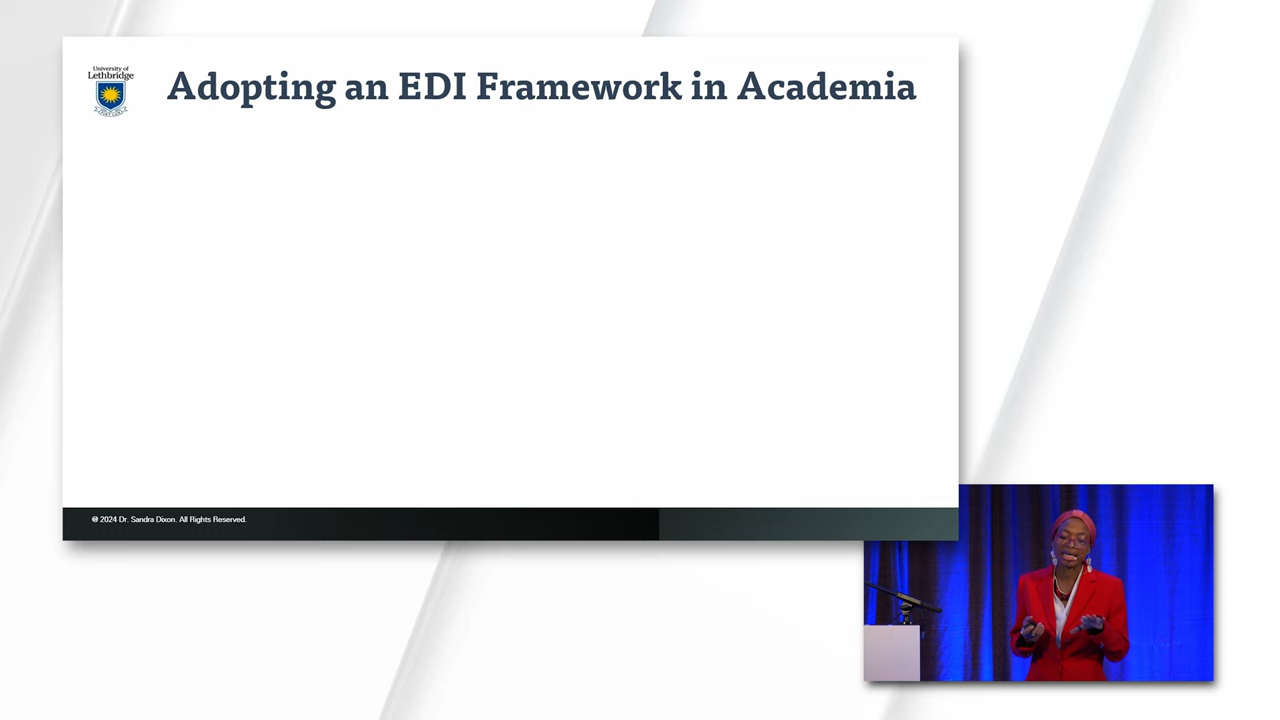 University of
Lethbridge
Adopting an EDI Framework in Academia
© 2024 Dr. Sandra Dixon. All Rights Reserved.